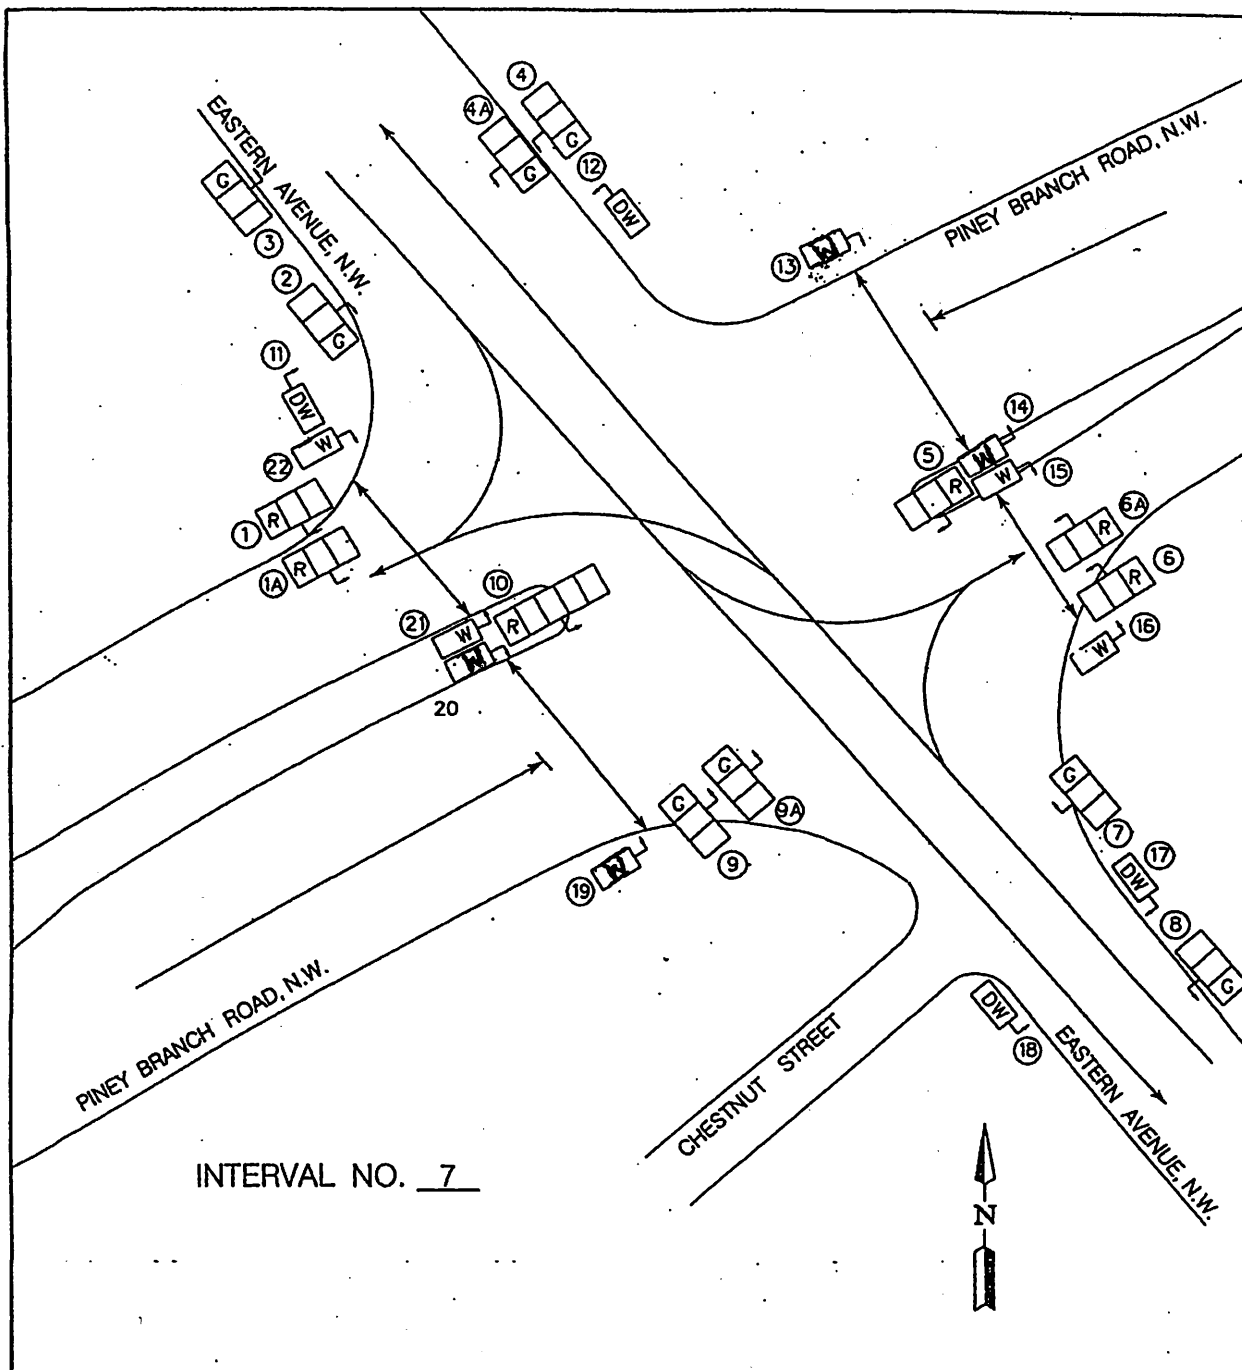 4
4A
G
G
12
DW
EASTERN AVENUE, N.W.
G
3
2
G
PINEY BRANCH ROAD, N.W.
W
13
11
DW
W
22
R
1
R
1A
14
W
5
R
W
15
6A
R
6
R
W
16
10
R
21
W
W
20
G
9A
G
9
W
19
G
7
17
DW
8
G
PINEY BRANCH ROAD, N.W.
CHESTNUT STREET
DW
18
EASTERN AVENUE, N.W.
INTERVAL NO. 7
N